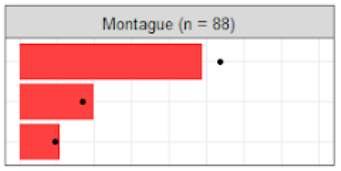 Montague (n = 88)